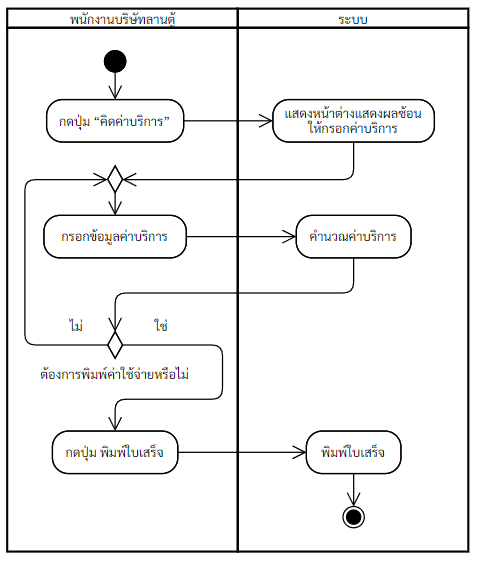 พนักงานบริษัทลานตู้
ระบบ
กดปุ่ม “คิดค่าบริการ”
แสดงหน้าต่างแสดงผลซ้อน
ให้กรอกค่าบริการ
กรอกข้อมูลค่าบริการ
คำนวณค่าบริการ
ไม่
ใช่
ต้องการพิมพ์ค่าใช้จ่ายหรือไม่
กดปุ่ม พิมพ์ใบเสร็จ
พิมพ์ใบเสร็จ